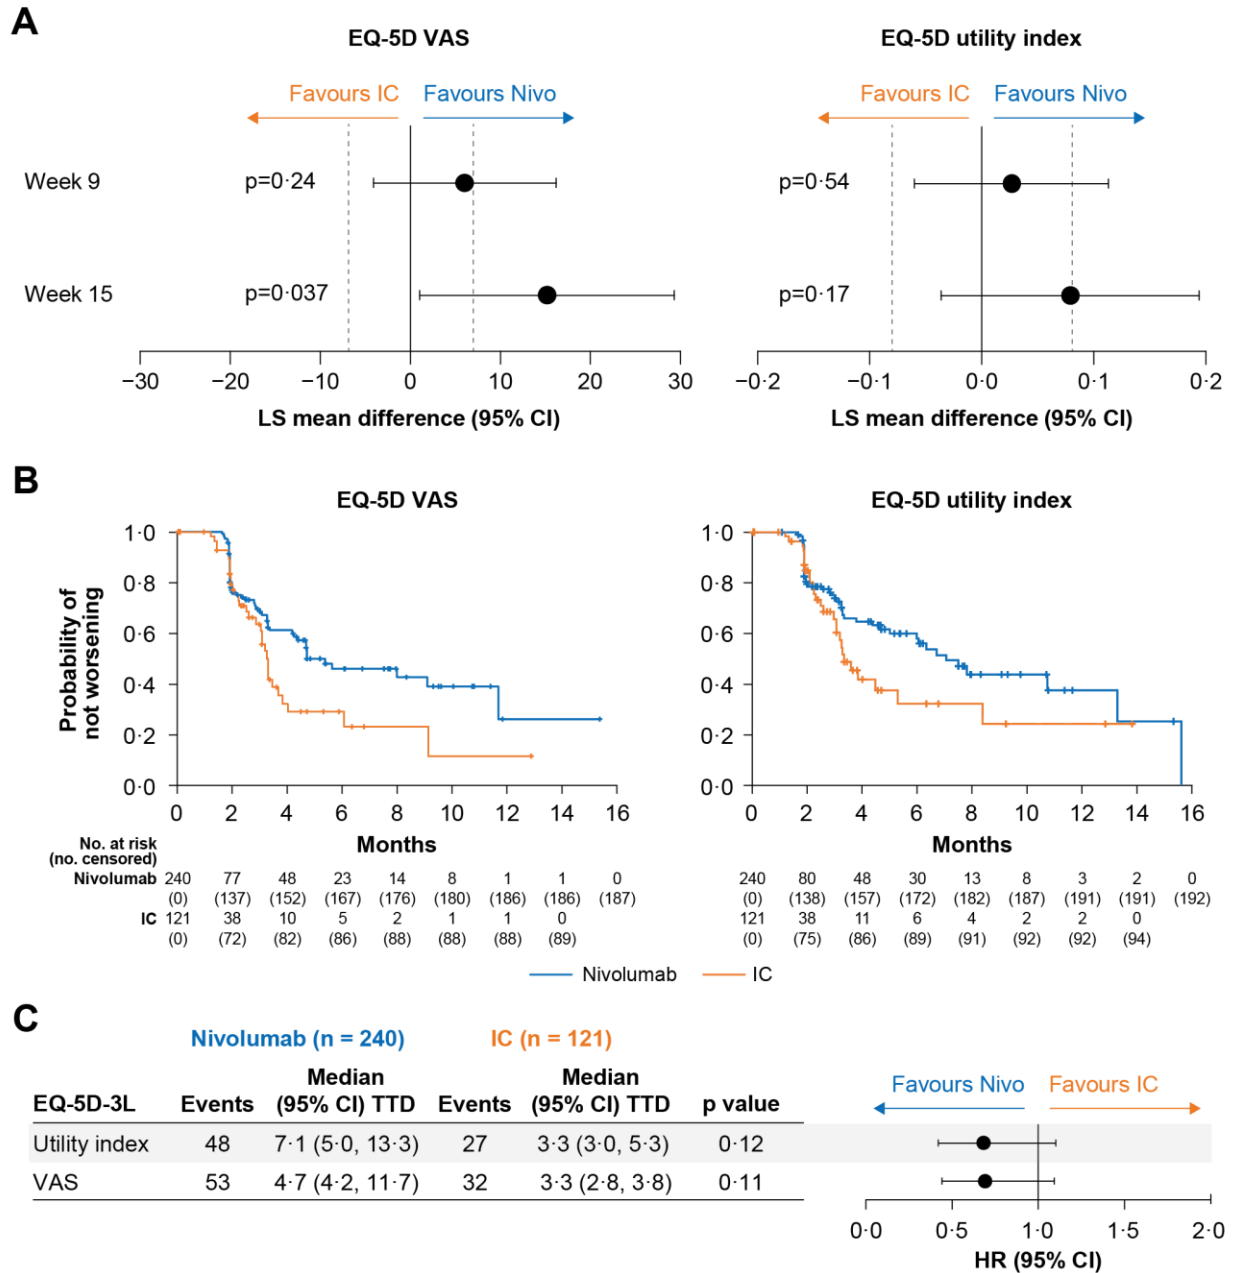 A
EQ-5D VAS
EQ-5D utility index
Favours IC
Favours Nivo
Favours IC
Favours Nivo
Week 9
p=0·24
p=0·54
Week 15
p=0·037
p=0·17
−30 −20 −10 0 10 20 30
−0·2 −0·1 0·0 0·1 0·2
LS mean difference (95% CI)
LS mean difference (95% CI)
B
EQ-5D VAS
EQ-5D utility index
Probability of
not worsening
1·0
0·8
0·6
0·4
0·2
0·0
1·0
0·8
0·6
0·4
0·2
0·0
0 2 4 6 8 10 12 14 16
0 2 4 6 8 10 12 14 16
Months
Months
No. at risk
(no. censored)
Nivolumab 240 77 48 23 14 8 1 1 0
240 80 48 30 13 8 3 2 0
(0) (137) (152) (167) (176) (180) (186) (186) (187)
(0) (138) (157) (172) (182) (187) (191) (191) (192)
IC 121 38 10 5 2 1 1 0
121 38 11 6 4 2 2 0
(0) (72) (82) (86) (88) (88) (88) (89)
(0) (75) (86) (89) (91) (92) (92) (94)
Nivolumab
IC
C
Nivolumab (n = 240)
IC (n = 121)
Median
Median
EQ-5D-3L Events (95% CI) TTD Events (95% CI) TTD p value
Utility index 48 7·1 (5·0, 13·3) 27 3·3 (3·0, 5·3) 0·12
VAS 53 4·7 (4·2, 11·7) 32 3·3 (2·8, 3·8) 0·11
Favours Nivo
Favours IC
0·0 0·5 1·0 1·5 2·0
HR (95% CI)